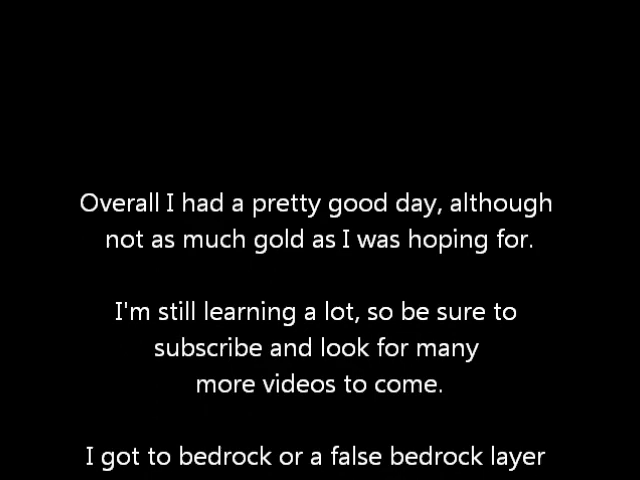 Overall I had a pretty good day, although
not as much gold as I was hoping for.
I'm still learning a lot, so be sure to
subscribe and look for many
more videos to come.
I got to bedrock or a false bedrock layer